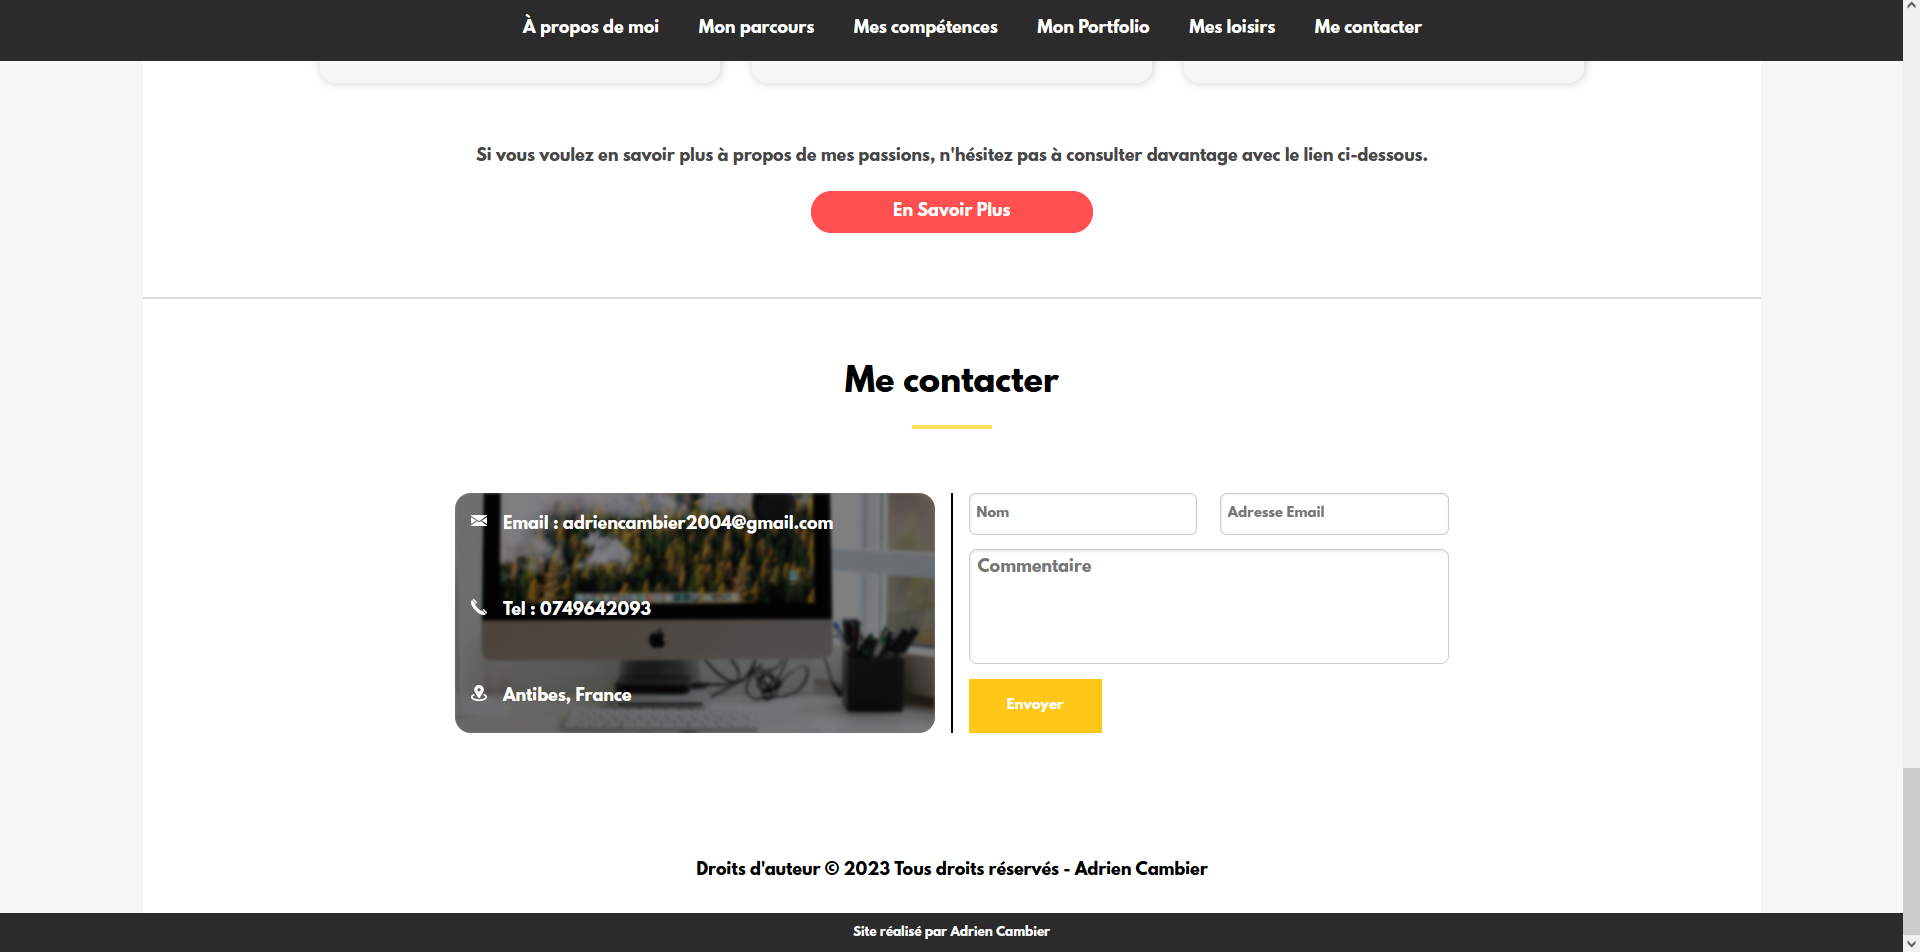 À propos de moi
Mon parcours
Mes compétences
Mon Portfolio
Mes loisirs
Me contacter
Si vous voulez en savoir plus à propos de mes passions, n'hésitez pas à consulter davantage avec le lien ci-dessous.
En Savoir Plus
Me contacter
Email : adriencambier2004@gmail.com
Tel : 0749642093
Antibes, France
Nom
Adresse Email
Commentaire
Envoyer
Droits d'auteur © 2023 Tous droits réservés - Adrien Cambier
Site réalisé par Adrien Cambier